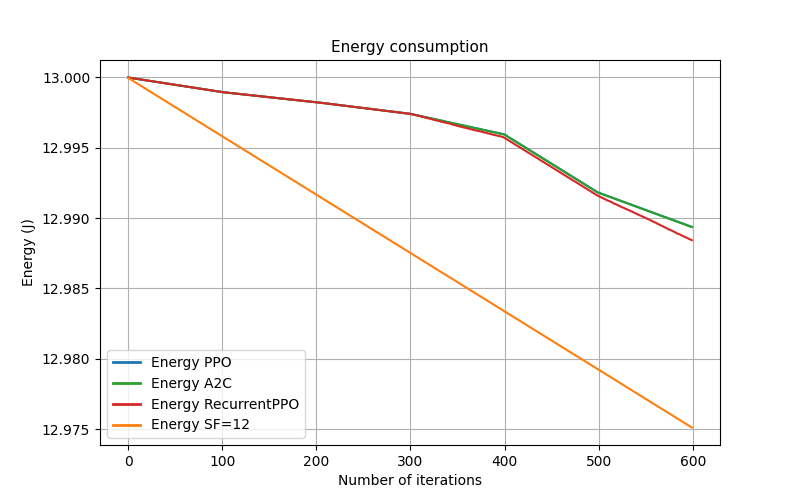 Energy consumption
13.000
12.995
12.990
12.985
12.980
12.975
Energy (J)
Energy PPO
Energy A2C
Energy RecurrentPPO
Energy SF=12
0 100 200 300 400 500 600
Number of iterations